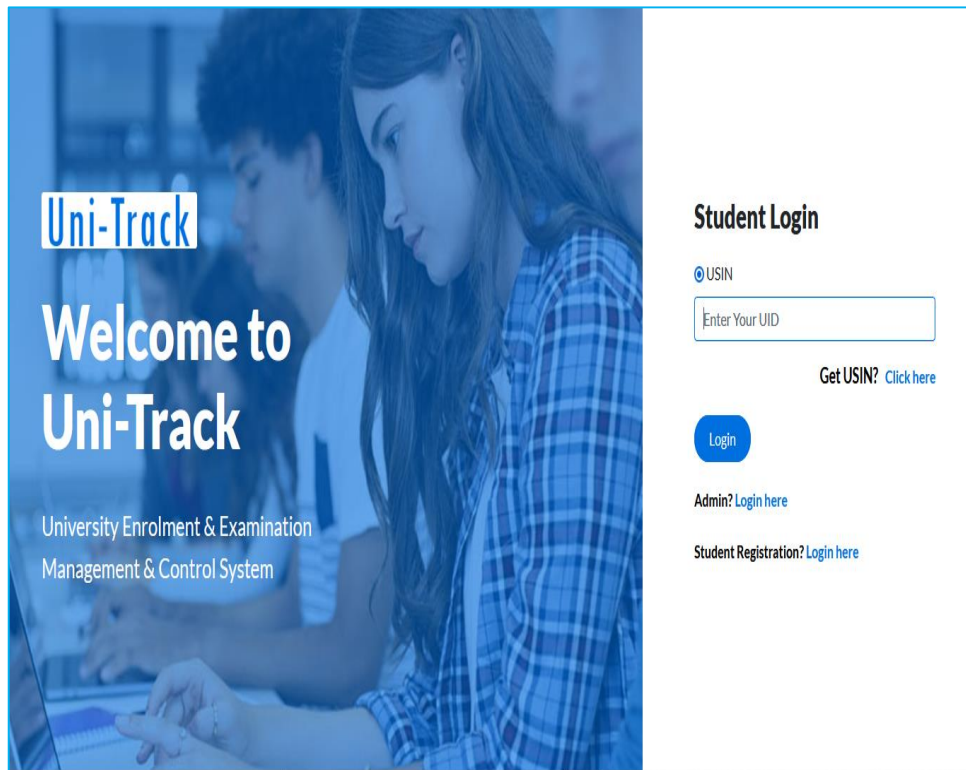 Uni-Track
Welcome to
Uni-Track
University Enrolment & Examination
Management & Control System
Student Login
USIN
Enter Your UID
Get USIN? Click here
Login
Admin? Login here
Student Registration? Login here